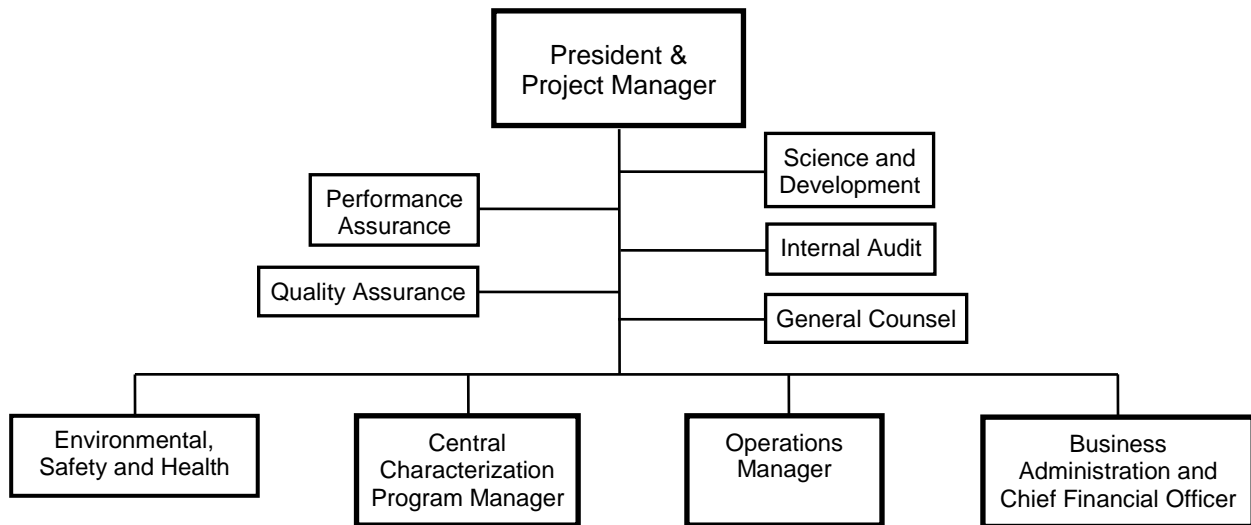 President &
Project Manager
Science and
Development
Performance
Assurance
Internal Audit
Quality Assurance
General Counsel
Environmental,
Safety and Health
Central
Characterization
Program Manager
Operations
Manager
Business
Administration and
Chief Financial Officer